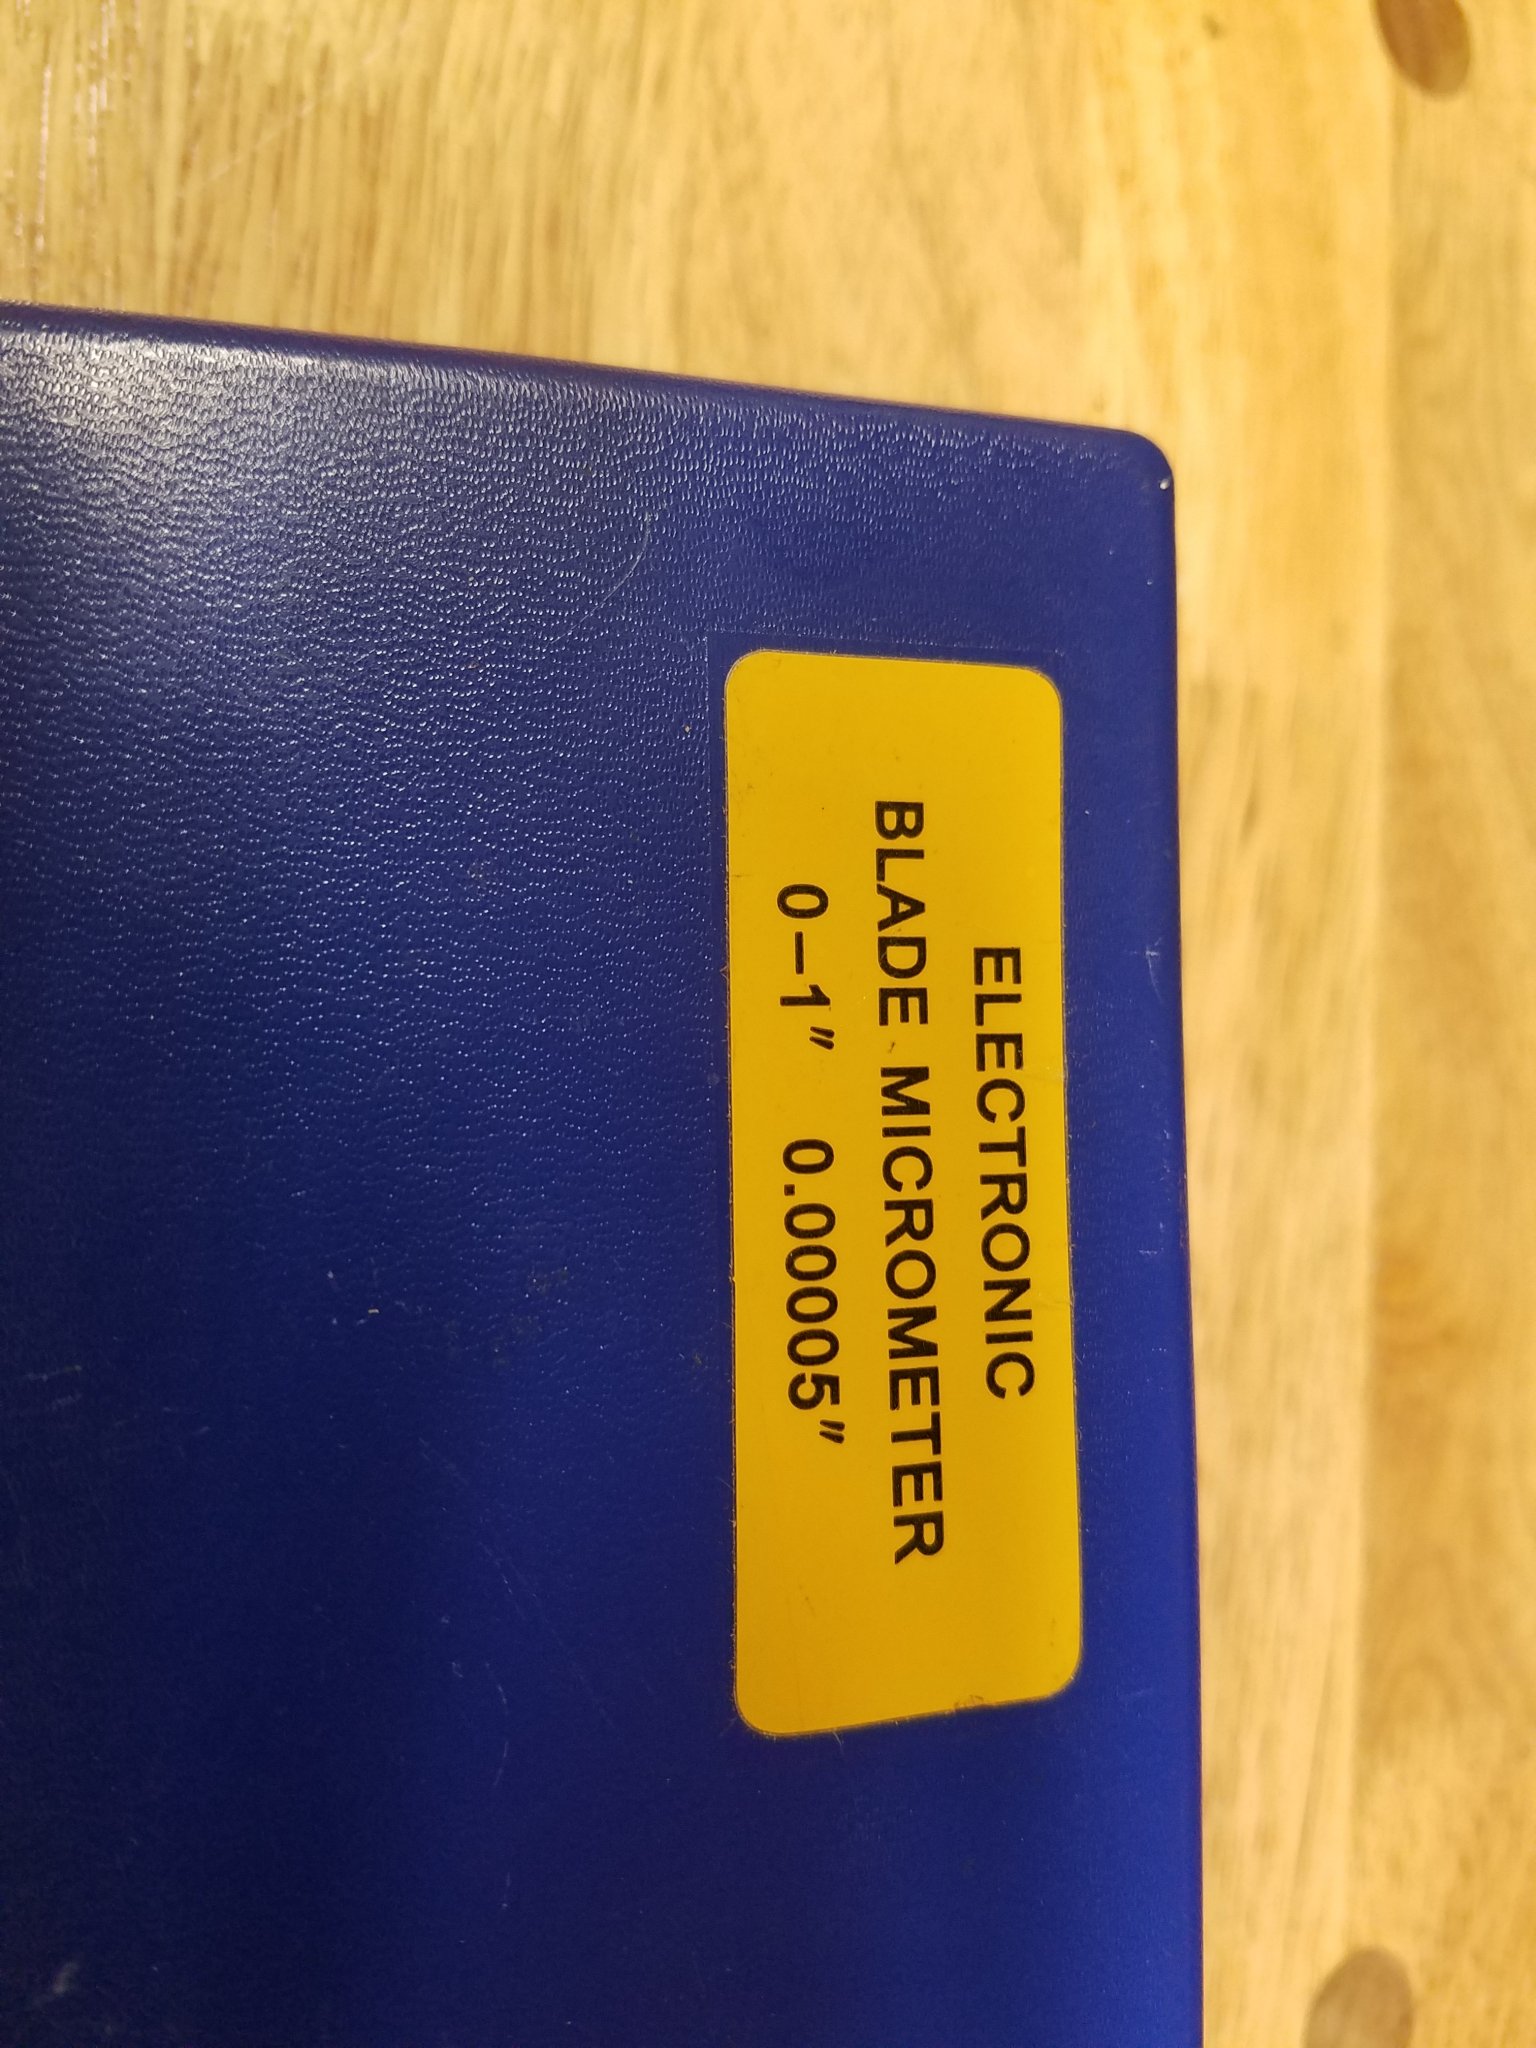 ELECTRONIC
BLADE MICROMETER
0-1" 0.00005"